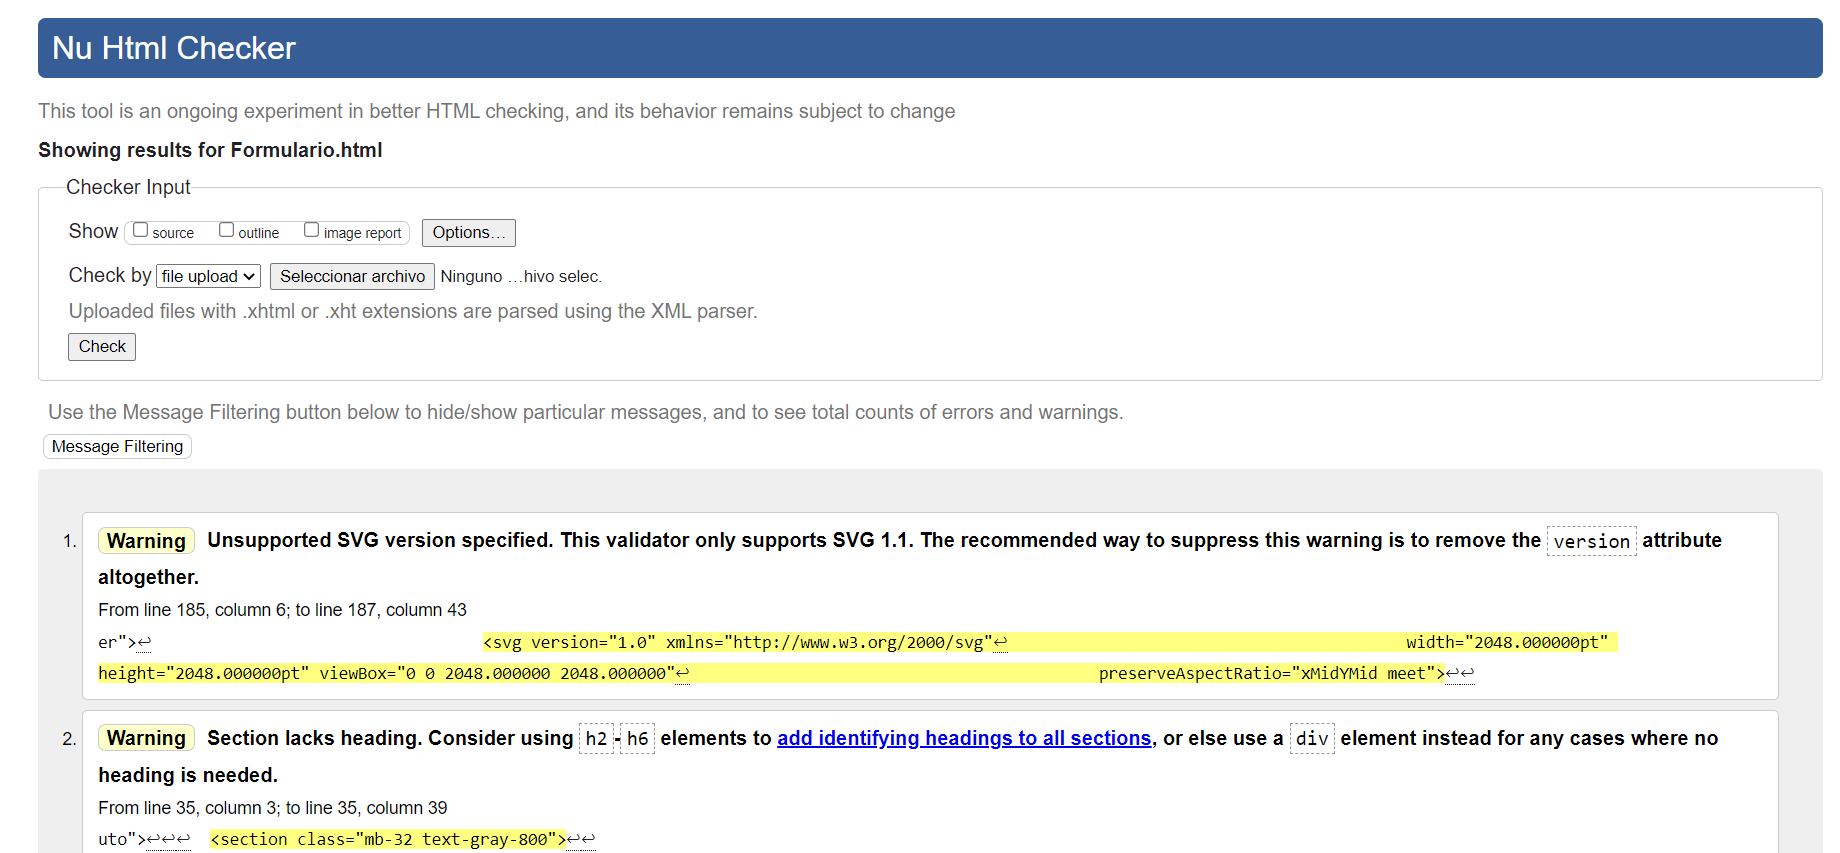 Nu Html Checker
This tool is an ongoing experiment in better HTML checking, and its behavior remains subject to change
Showing results for Formulario.html
Checker Input
Show source outline image report Options…
Check by file upload Seleccionar archivo Ninguno …hivo selec.
Uploaded files with .xhtml or .xht extensions are parsed using the XML parser.
Check
Use the Message Filtering button below to hide/show particular messages, and to see total counts of errors and warnings.
Message Filtering
1. Warning Unsupported SVG version specified. This validator only supports SVG 1.1. The recommended way to suppress this warning is to remove the version attribute
altogether.
From line 185, column 6; to line 187, column 43
er">↩ <svg version="1.0" xmlns="http://www.w3.org/2000/svg"↩ width="2048.000000pt"
height="2048.000000pt" viewBox="0 0 2048.000000 2048.000000"↩ preserveAspectRatio="xMidYMid meet">↩↩
2. Warning Section lacks heading. Consider using h2-h6 elements to add identifying headings to all sections, or else use a div element instead for any cases where no
heading is needed.
From line 35, column 3; to line 35, column 39
uto">↩↩↩ <section class="mb-32 text-gray-800">↩↩